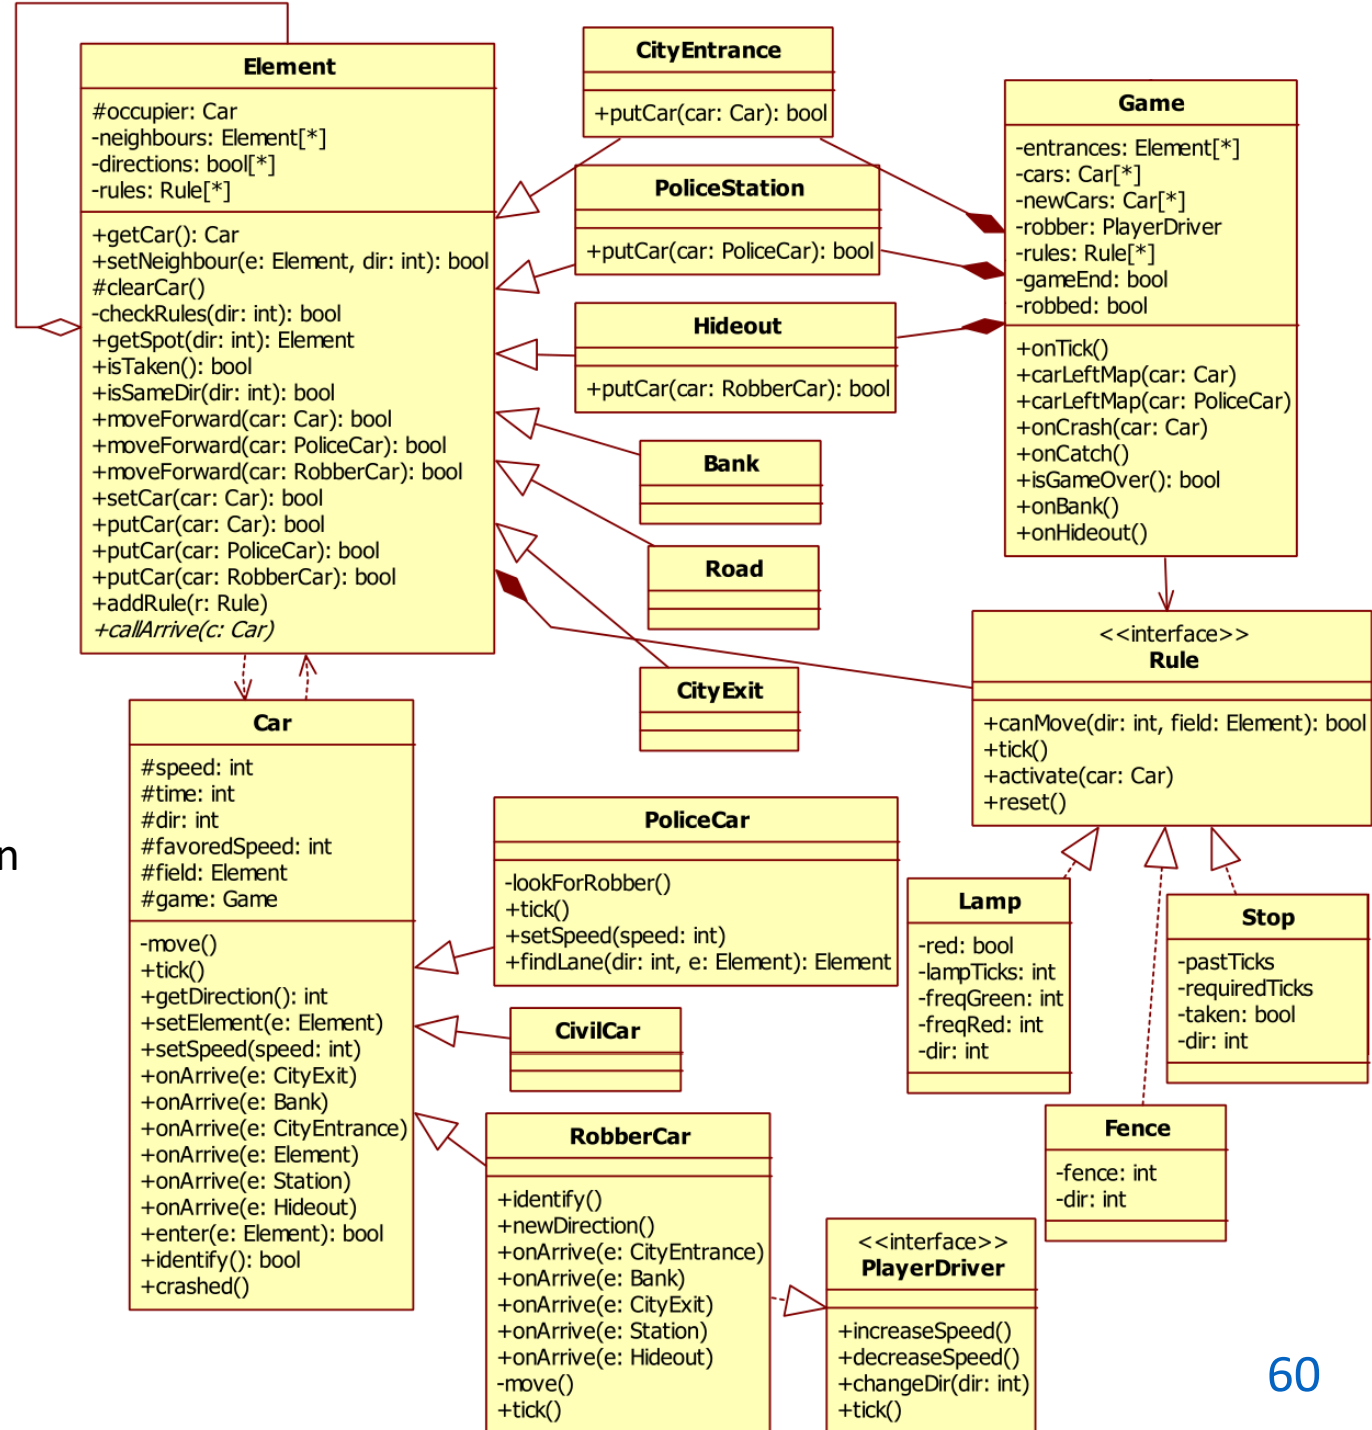 Element
#occupier: Car
-neighbours: Element[*]
-directions: bool[*]
-rules: Rule[*]
+getCar(): Car
+setNeighbour(e: Element, dir: int): bool
#clearCar()
-checkRules(dir: int): bool
+getSpot(dir: int): Element
+isTaken(): bool
+isSameDir(dir: int): bool
+moveForward(car: Car): bool
+moveForward(car: PoliceCar): bool
+moveForward(car: RobberCar): bool
+setCar(car: Car): bool
+putCar(car: Car): bool
+putCar(car: PoliceCar): bool
+putCar(car: RobberCar): bool
+addRule(r: Rule)
+callArrive(c: Car)
CityEntrance
+putCar(car: Car): bool
PoliceStation
+putCar(car: PoliceCar): bool
Hideout
+putCar(car: RobberCar): bool
Bank
Road
CityExit
Game
-entrances: Element[*]
-cars: Car[*]
-newCars: Car[*]
-robber: PlayerDriver
-rules: Rule[*]
-gameEnd: bool
-robbed: bool
+onTick()
+carLeftMap(car: Car)
+carLeftMap(car: PoliceCar)
+onCrash(car: Car)
+onCatch()
+isGameOver(): bool
+onBank()
+onHideout()
<<interface>>
Rule
+canMove(dir: int, field: Element): bool
+tick()
+activate(car: Car)
+reset()
n
Car
#speed: int
#time: int
#dir: int
#favoredSpeed: int
#field: Element
#game: Game
-move()
+tick()
+getDirection(): int
+setElement(e: Element)
+setSpeed(speed: int)
+onArrive(e: CityExit)
+onArrive(e: Bank)
+onArrive(e: CityEntrance)
+onArrive(e: Element)
+onArrive(e: Station)
+onArrive(e: Hideout)
+enter(e: Element): bool
+identify(): bool
+crashed()
PoliceCar
-lookForRobber()
+tick()
+setSpeed(speed: int)
+findLane(dir: int, e: Element): Element
CivilCar
RobberCar
+identify()
+newDirection()
+onArrive(e: CityEntrance)
+onArrive(e: Bank)
+onArrive(e: CityExit)
+onArrive(e: Station)
+onArrive(e: Hideout)
-move()
+tick()
<<interface>>
PlayerDriver
+increaseSpeed()
+decreaseSpeed()
+changeDir(dir: int)
+tick()
Lamp
-red: bool
-lampTicks: int
-freqGreen: int
-freqRed: int
-dir: int
Stop
-pastTicks
-requiredTicks
-taken: bool
-dir: int
Fence
-fence: int
-dir: int
60